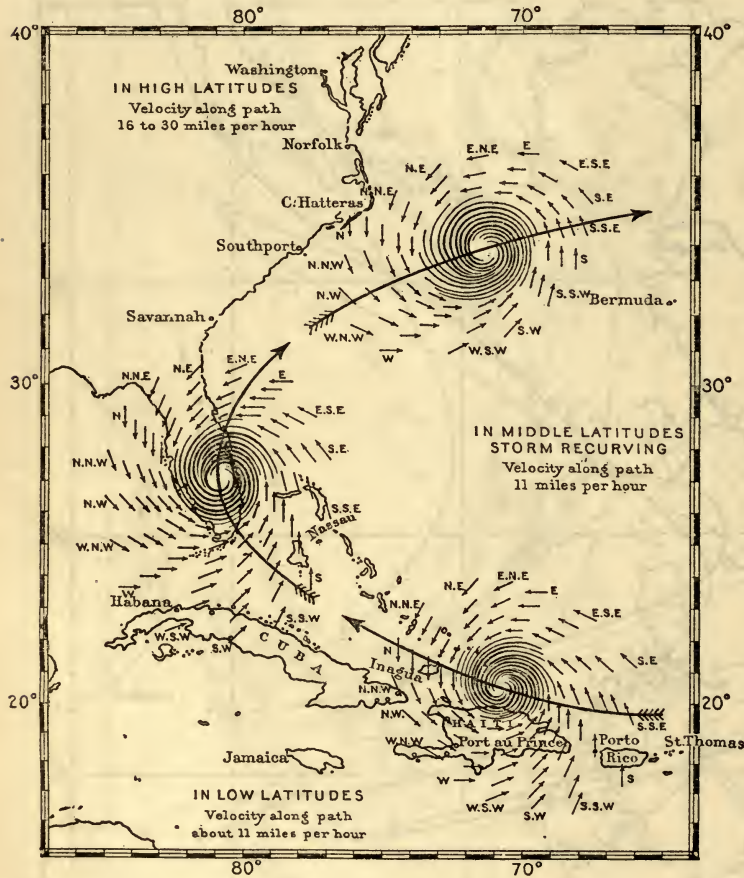 80°
70°
40°
40°
Washington
IN HIGH LATITUDES
Velocity along path
16 to 30 miles per hour
Norfolk
C. Hatteras
Southport
Savannah
E.N.E
E
E.S.E
N.E
S.E
N.N.E
S.S.E
N
S
N.N.W
N.W
S.S.W
Bermuda
W.N.W
S.W
W
W.S.W
30°
30°
E.N.E
N.E
E
N.N.E
E.S.E
N
S.E.
N.N.W
N.W
S.S.E
Nassau
W.N.W
S
W
Habana
S.S.W
W.S.W
S.W
CUBA
IN MIDDLE LATITUDES
STORM RECURVING
Velocity along path
11 miles per hour
E.N.E
N.E
E
N.N.E
E.S.E
N
S.E
Inagua
N.N.W
20°
20°
N.W.
S.S.E
HAITI
W.N.W
Port au Prince
Porto
Rico
St. Thomas
Jamaica
W
S
W.S.W
S.W
S.S.W
IN LOW LATITUDES
Velocity along path
about 11 miles per hour
80°
70°